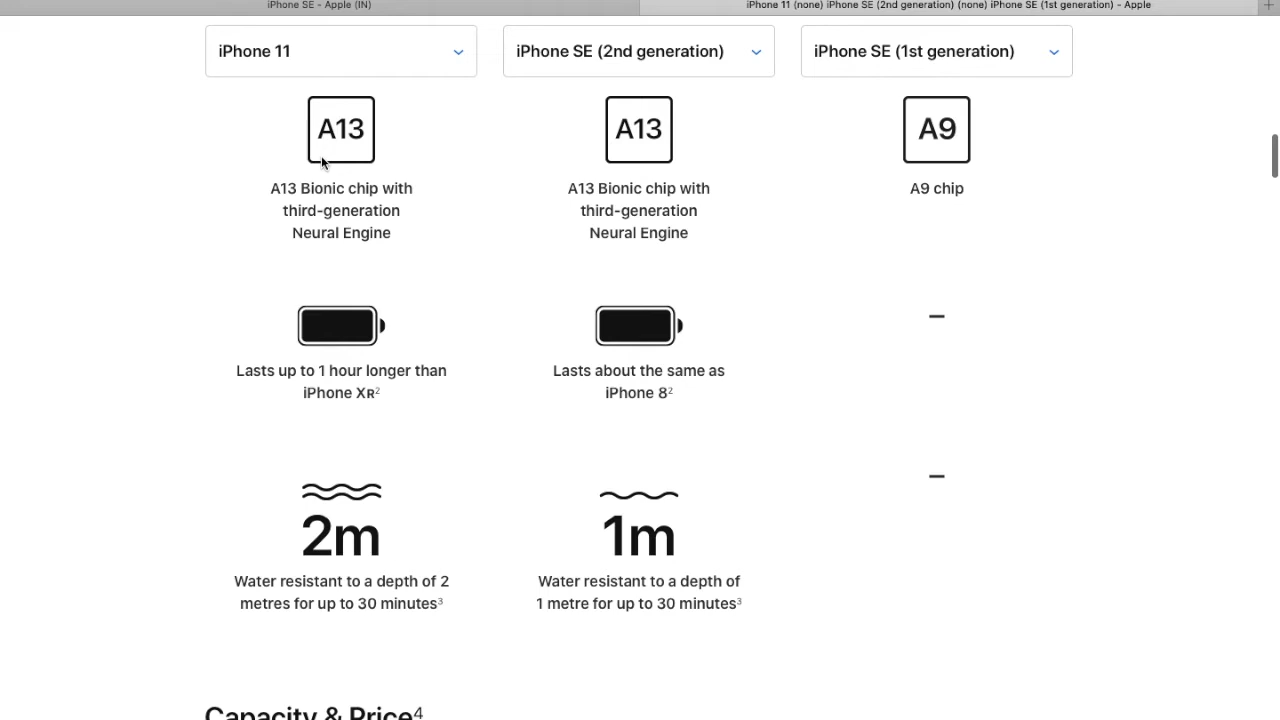 iPhone SE - Apple (IN)
iPhone 11 (none) iPhone SE (2nd generation) (none) iPhone SE (1st generation) - Apple
iPhone 11
iPhone SE (2nd generation)
iPhone SE (1st generation)
A13
A13
A9
A13 Bionic chip with
third-generation
Neural Engine
A13 Bionic chip with
third-generation
Neural Engine
A9 chip
–
Lasts up to 1 hour longer than
iPhone XR²
Lasts about the same as
iPhone 8²
–
2m
1m
Water resistant to a depth of 2
metres for up to 30 minutes³
Water resistant to a depth of
1 metre for up to 30 minutes³
Capacity & Price⁴